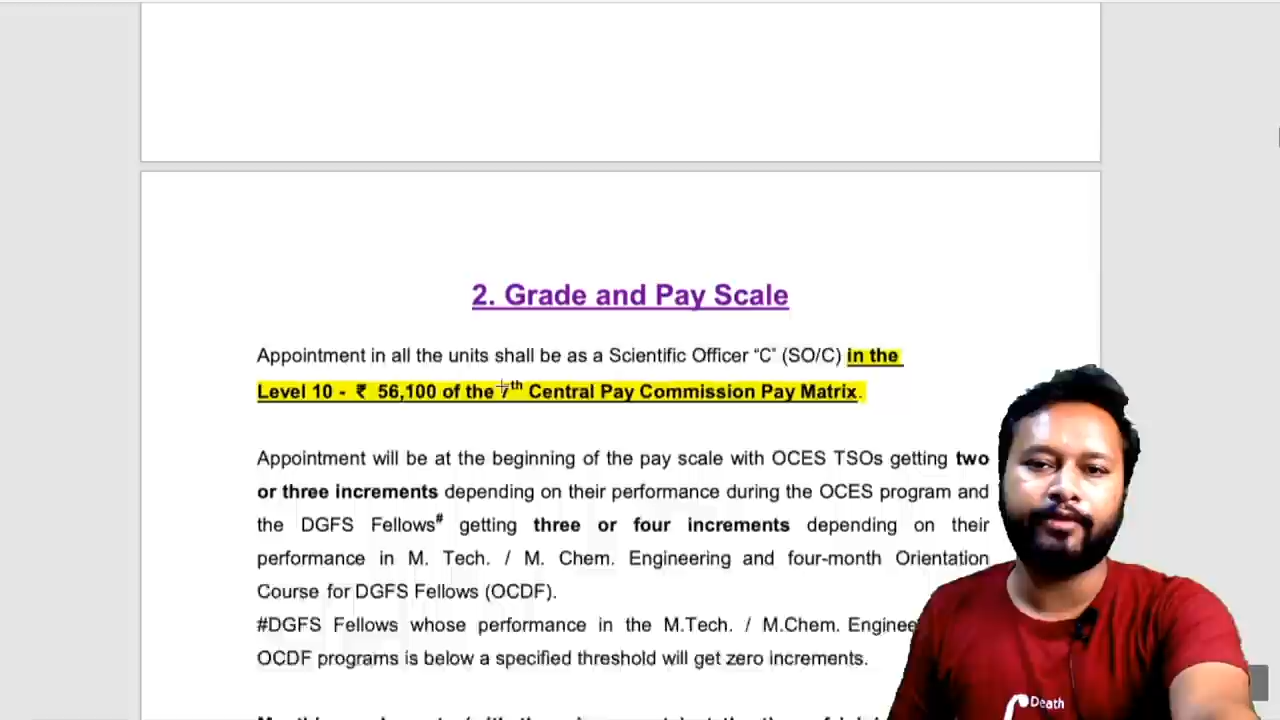 2. Grade and Pay Scale
Appointment in all the units shall be as a Scientific Officer “C” (SO/C) in the
Level 10 - ₹ 56,100 of the 7th Central Pay Commission Pay Matrix.
Appointment will be at the beginning of the pay scale with OCES TSOs getting two
or three increments depending on their performance during the OCES program and
the DGFS Fellows# getting three or four increments depending on their
performance in M. Tech. / M. Chem. Engineering and four-month Orientation
Course for DGFS Fellows (OCDF).
#DGFS Fellows whose performance in the M.Tech. / M.Chem.
OCDF programs is below a specified threshold will get zero increments.
Death